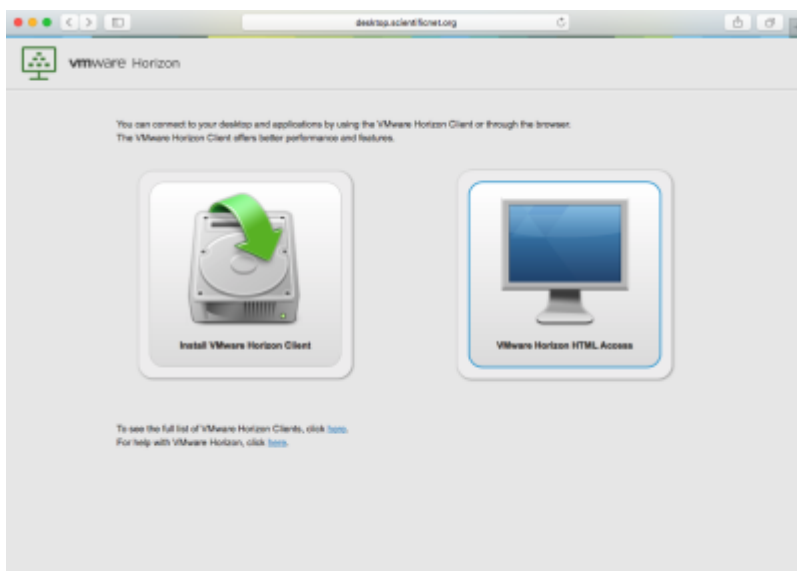 desktop.scientificnet.org
vmware Horizon
You can connect to your desktop and applications by using the VMware Horizon Client or through the browser.
The VMware Horizon Client offers better performance and features.
Install VMware Horizon Client
VMware Horizon HTML Access
To see the full list of VMware Horizon Clients, click here.
For help with VMware Horizon, click here.